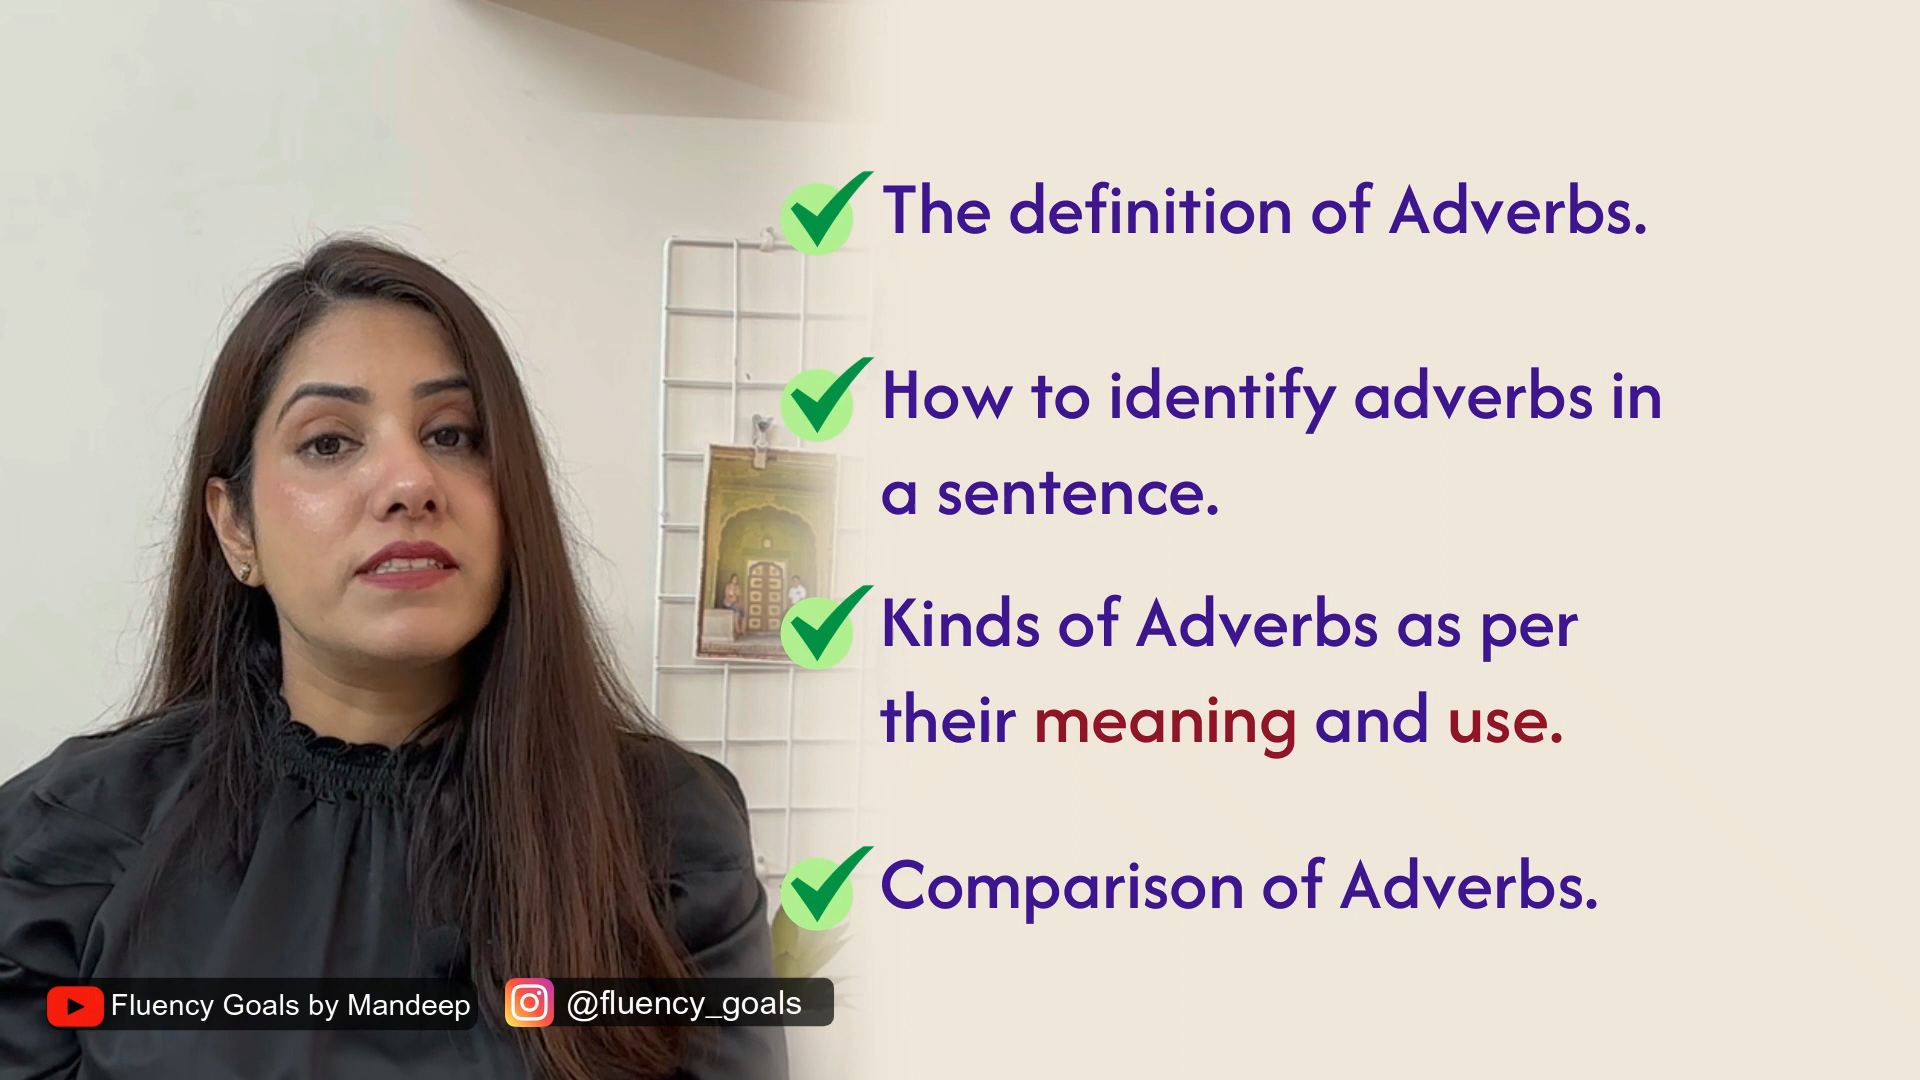 The definition of Adverbs.
How to identify adverbs in
a sentence.
Kinds of Adverbs as per
their meaning and use.
Comparison of Adverbs.
Fluency Goals by Mandeep
@fluency_goals